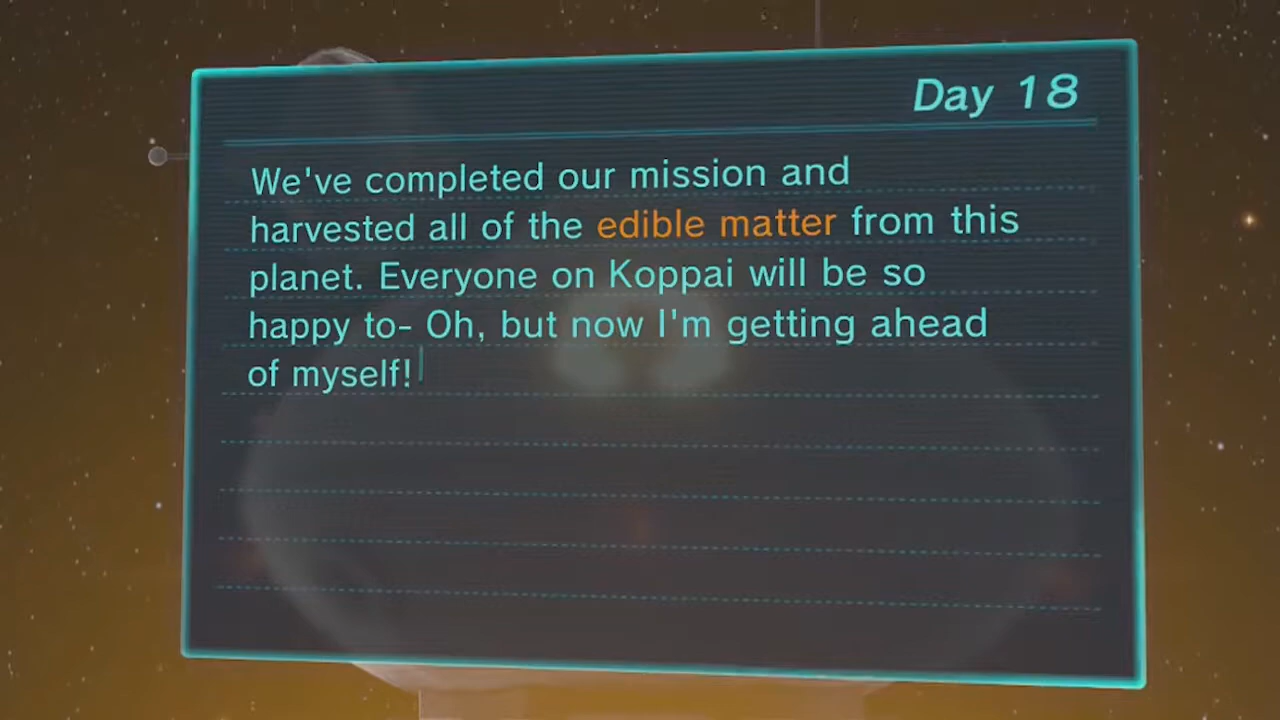 Day 18
We've completed our mission and
harvested all of the edible matter from this
planet. Everyone on Koppai will be so
happy to- Oh, but now I'm getting ahead
of myself!